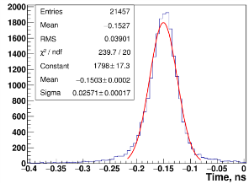 2000
1800
1600
1400
1200
1000
800
600
400
200
0
Entries 21457
Mean -0.1527
RMS 0.03901
χ² / ndf 239.7 / 20
Constant 1798 ± 17.3
Mean -0.1503 ± 0.0002
Sigma 0.02571 ± 0.00017
-0.4 -0.35 -0.3 -0.25 -0.2 -0.15 -0.1 -0.05 0
Time, ns